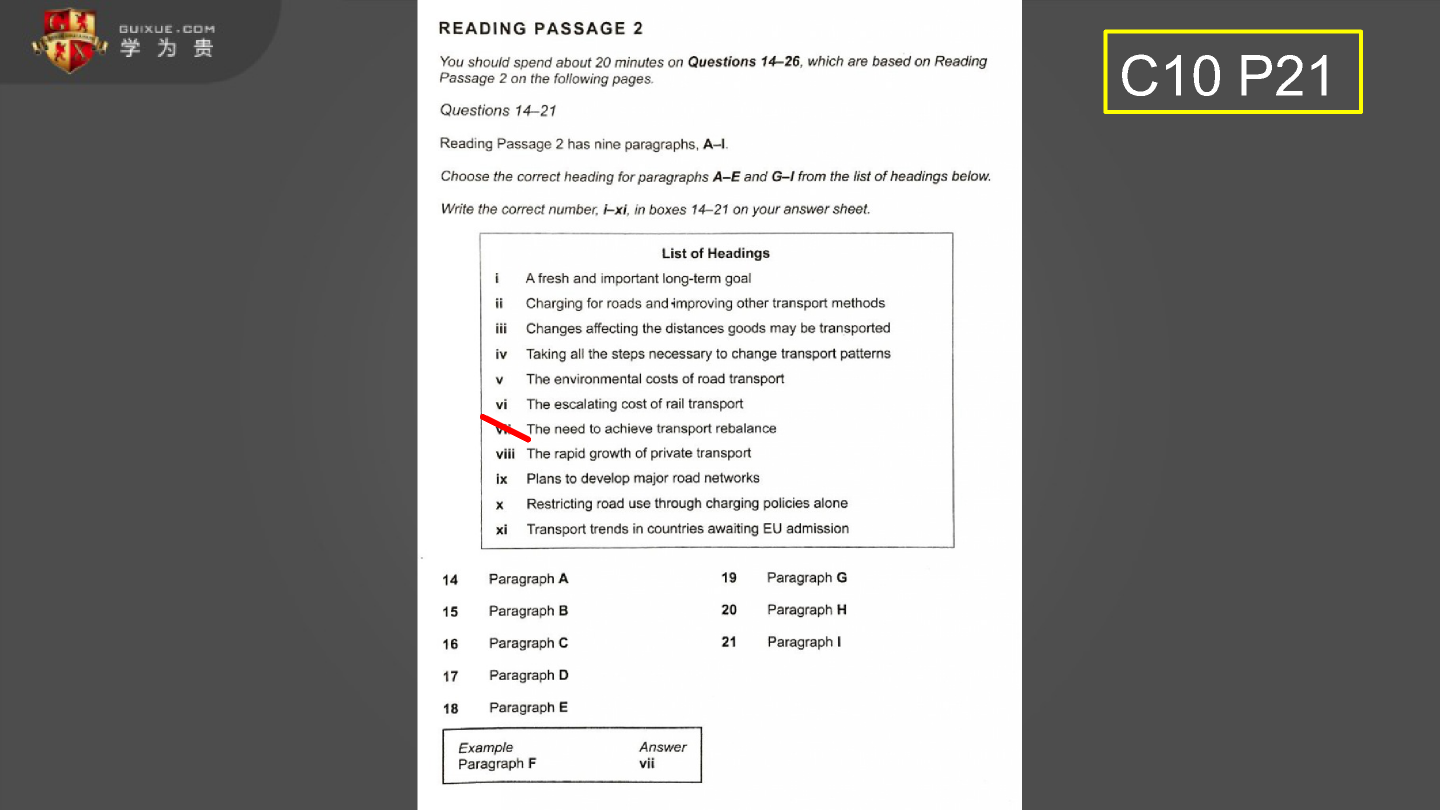 GUIXUE.COM
学为贵
C10 P21
READING PASSAGE 2
You should spend about 20 minutes on Questions 14–26, which are based on Reading
Passage 2 on the following pages.
Questions 14–21
Reading Passage 2 has nine paragraphs, A–I.
Choose the correct heading for paragraphs A–E and G–I from the list of headings below.
Write the correct number, i–xi, in boxes 14–21 on your answer sheet.
List of Headings
i A fresh and important long-term goal
ii Charging for roads and improving other transport methods
iii Changes affecting the distances goods may be transported
iv Taking all the steps necessary to change transport patterns
v The environmental costs of road transport
vi The escalating cost of rail transport
vii The need to achieve transport rebalance
viii The rapid growth of private transport
ix Plans to develop major road networks
x Restricting road use through charging policies alone
xi Transport trends in countries awaiting EU admission
14 Paragraph A
15 Paragraph B
16 Paragraph C
17 Paragraph D
18 Paragraph E
19 Paragraph G
20 Paragraph H
21 Paragraph I
Example Answer
Paragraph F vii